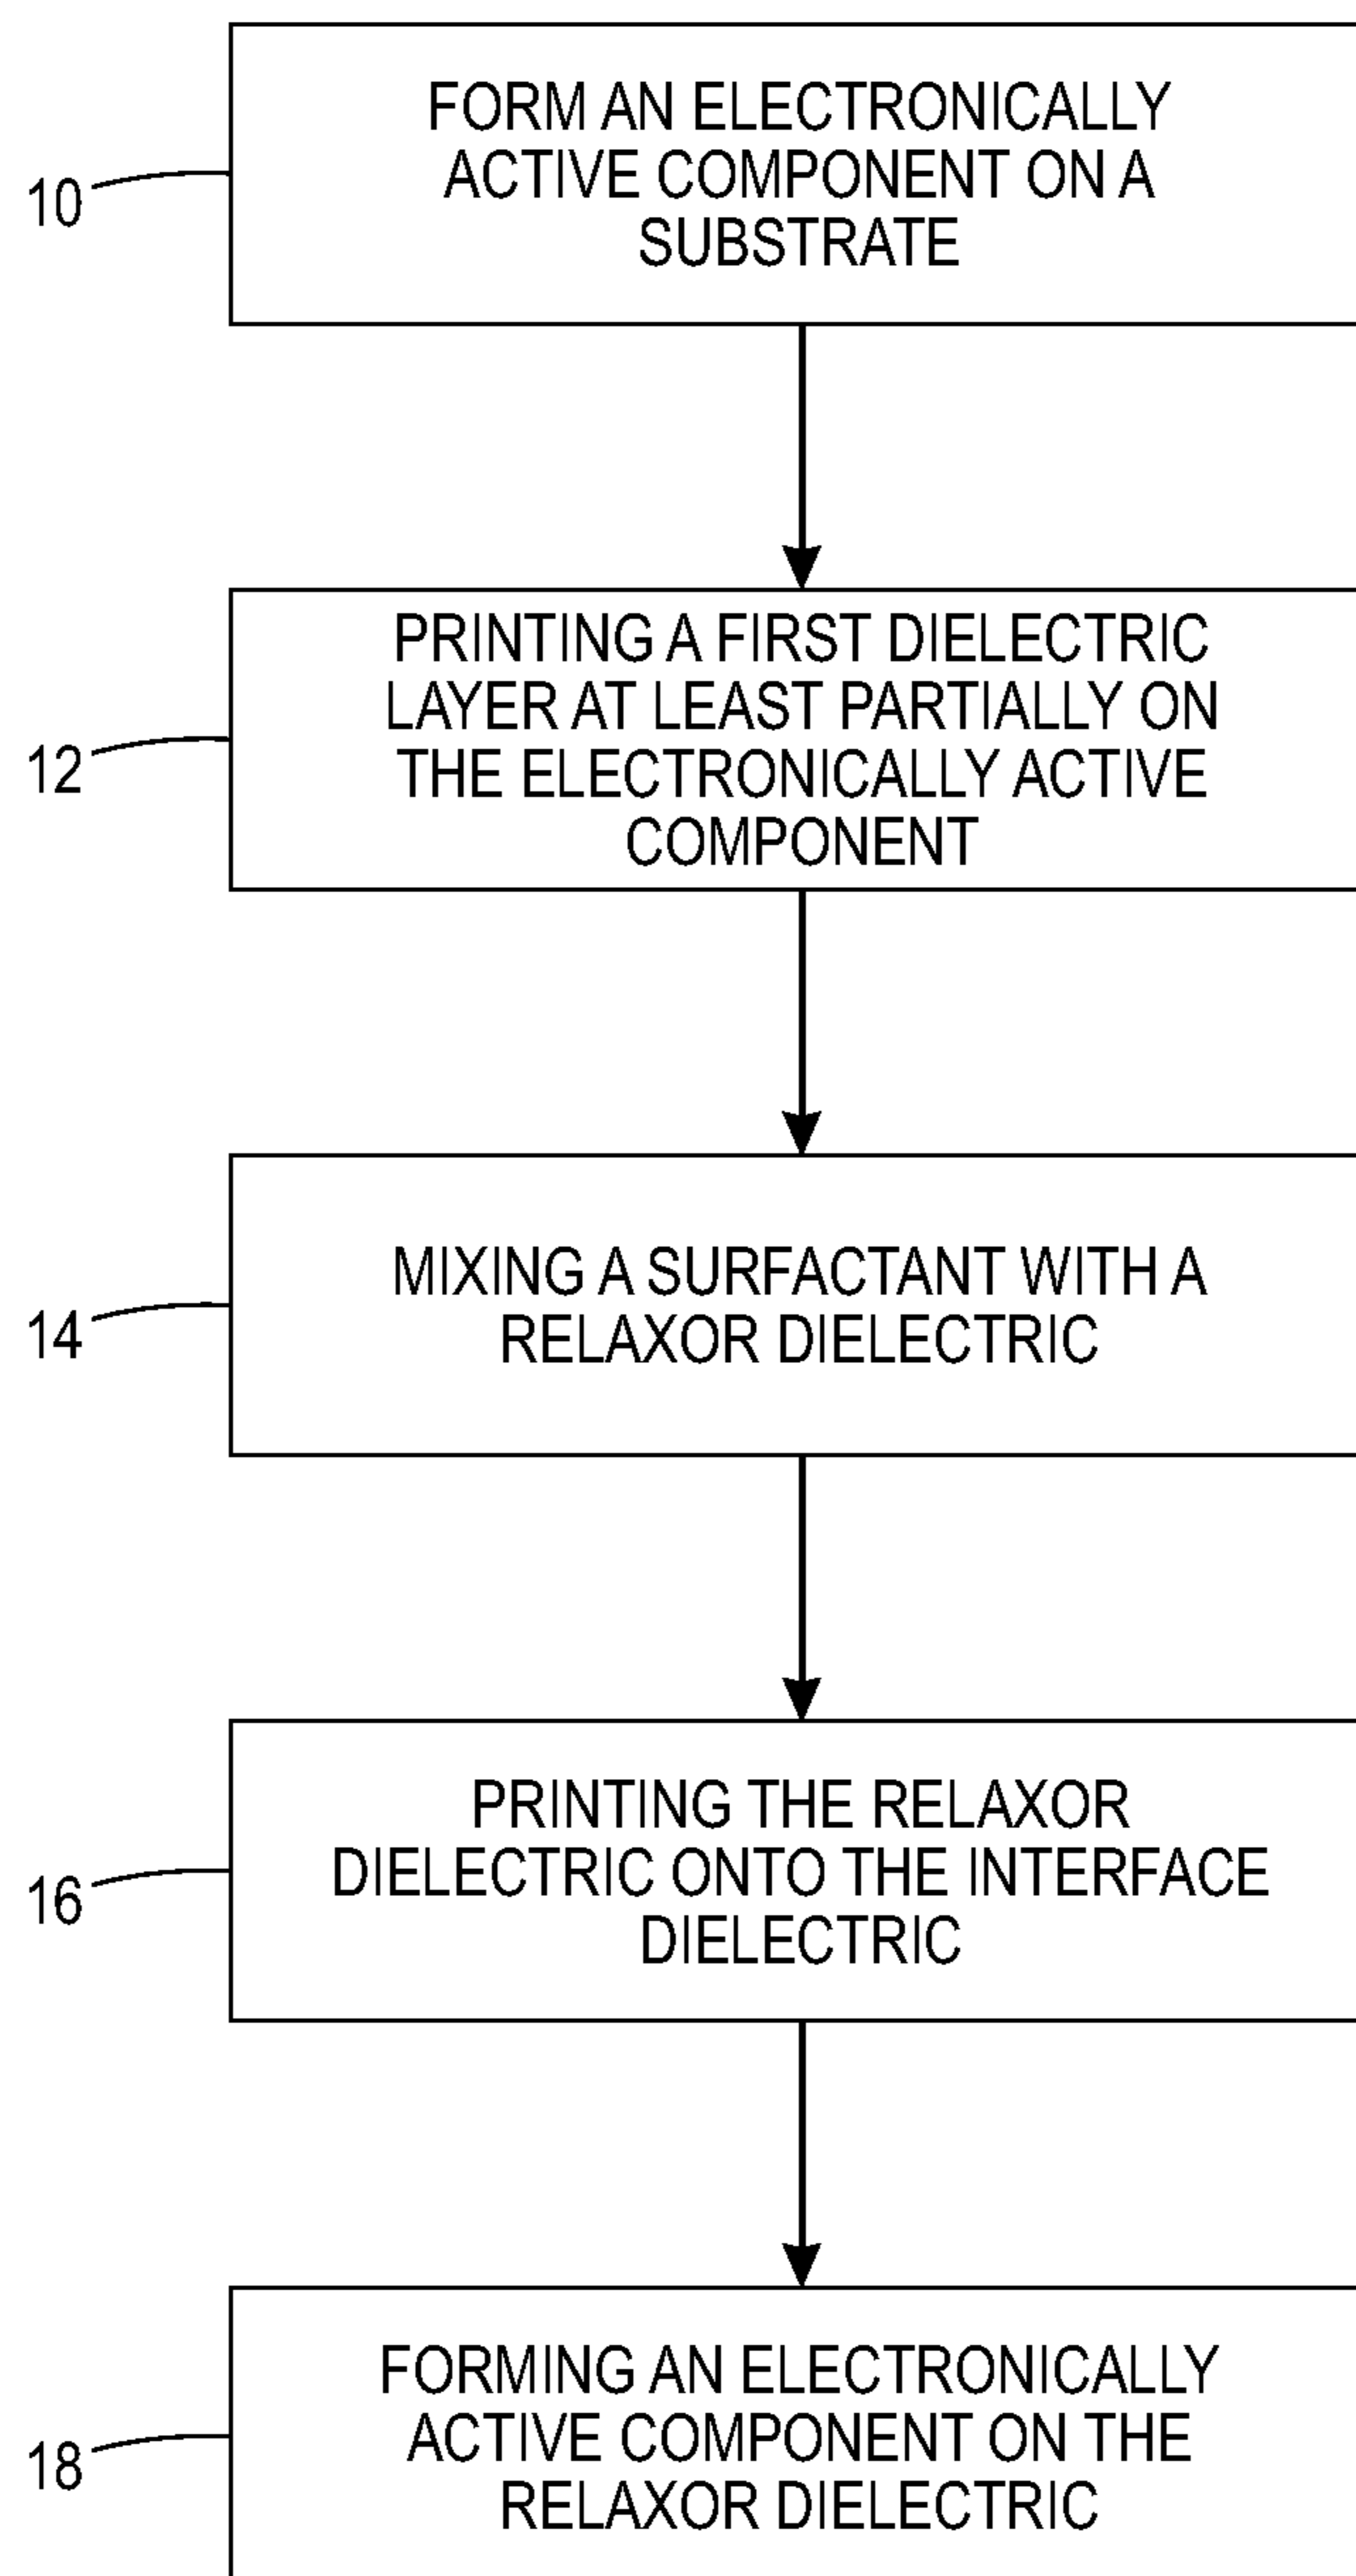 FORM AN ELECTRONICALLY
ACTIVE COMPONENT ON A
SUBSTRATE
10
PRINTING A FIRST DIELECTRIC
LAYER AT LEAST PARTIALLY ON
THE ELECTRONICALLY ACTIVE
COMPONENT
12
MIXING A SURFACTANT WITH A
RELAXOR DIELECTRIC
14
PRINTING THE RELAXOR
DIELECTRIC ONTO THE INTERFACE
DIELECTRIC
16
FORMING AN ELECTRONICALLY
ACTIVE COMPONENT ON THE
RELAXOR DIELECTRIC
18